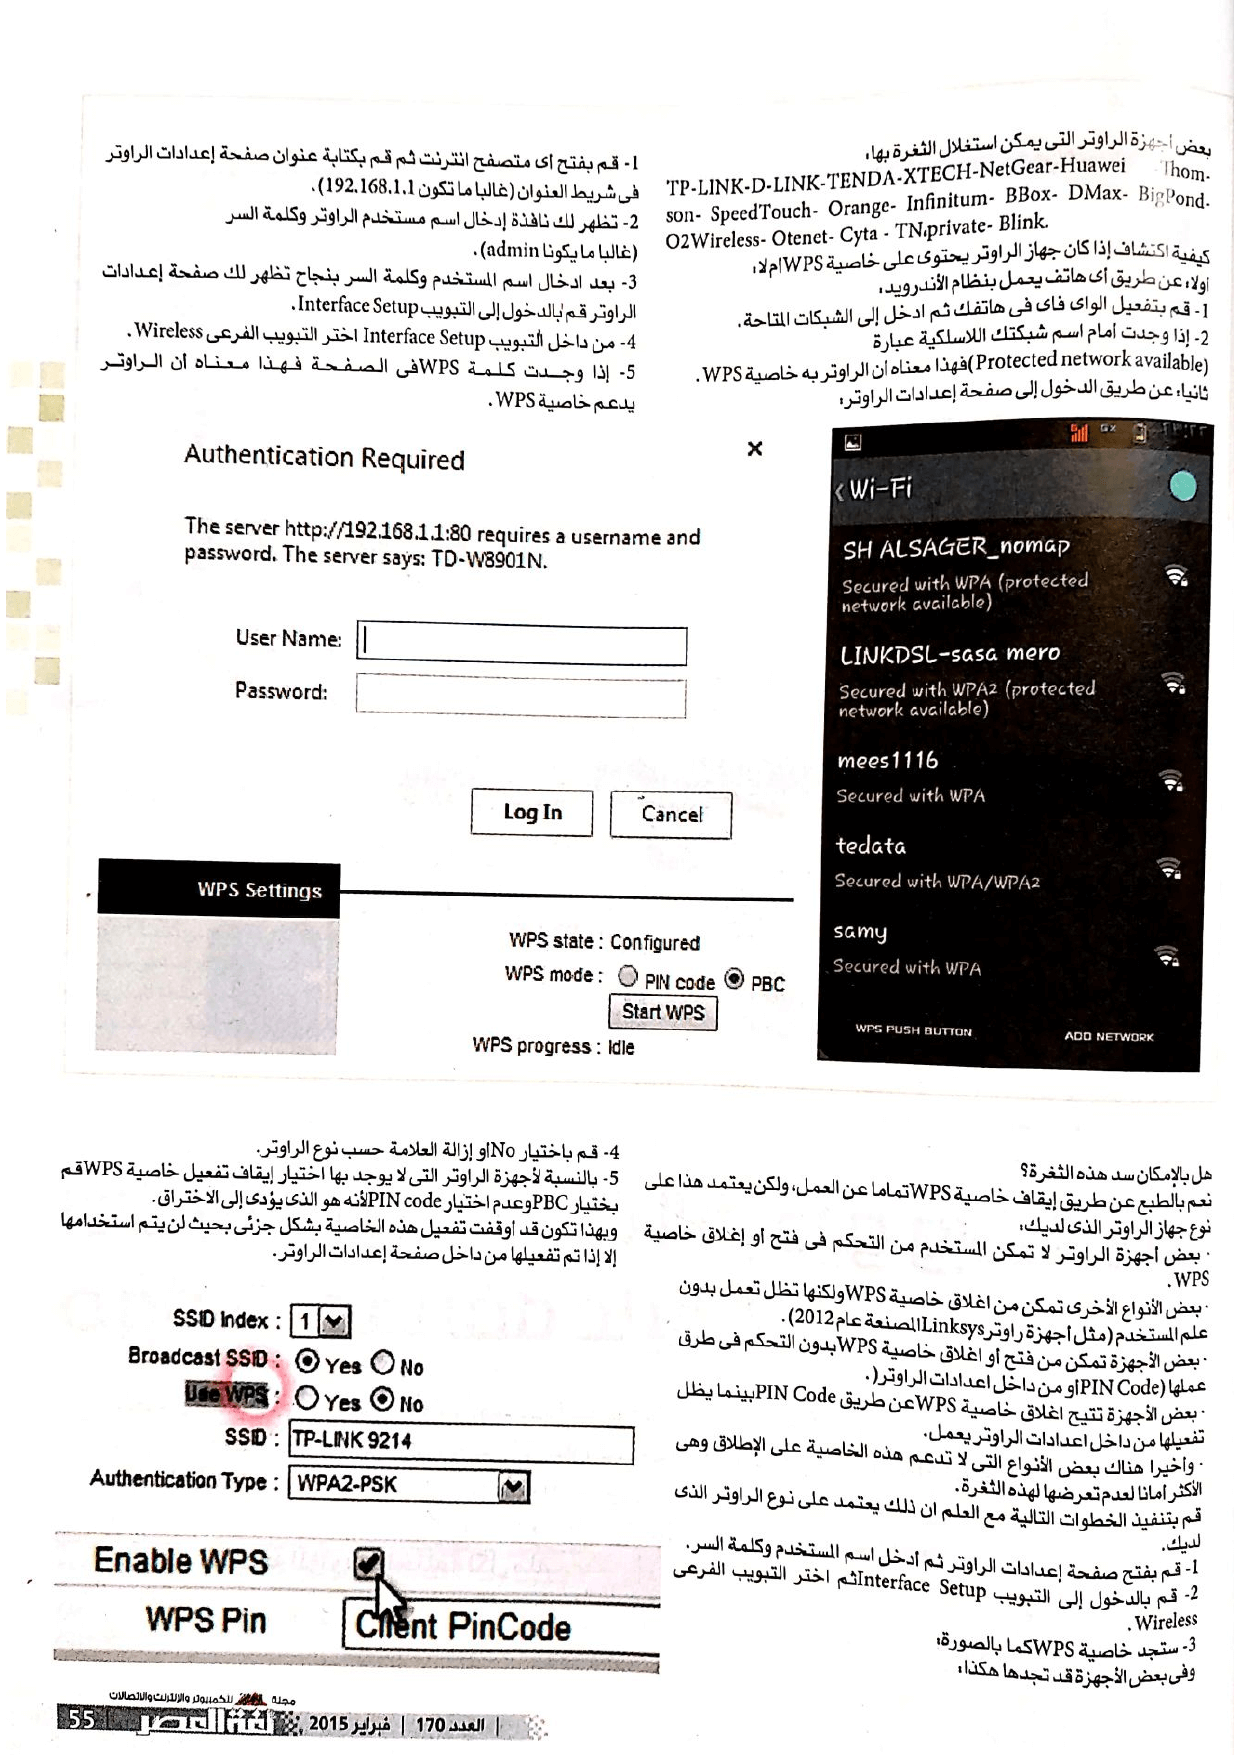 بعض أجهزة الراوتر التى يمكن استغلال الثغرة بها:
TP-LINK-D-LINK-TENDA-XTECH-NetGear-Huawei Thom-
son- SpeedTouch- Orange- Infinitum- BBox- DMax- BigPond-
O2Wireless- Otenet- Cyta - TN,private- Blink.
كيفية اكتشاف إذا كان جهاز الراوتر يحتوى على خاصية WPS ام لا:
اولا: عن طريق أى هاتف يعمل بنظام الأندرويد:
1- قم بتفعيل الواى فاى فى هاتفك ثم ادخل إلى الشبكات المتاحة.
2- إذا وجدت أمام اسم شبكتك اللاسلكية عبارة
(Protected network available) فهذا معناه ان الراوتر به خاصية WPS.
ثانيا: عن طريق الدخول إلى صفحة إعدادات الراوتر:
1- قم بفتح أى متصفح انترنت ثم قم بكتابة عنوان صفحة إعدادات الراوتر
فى شريط العنوان (غالبا ما تكون 192.168.1.1).
2- تظهر لك نافذة إدخال اسم مستخدم الراوتر وكلمة السر
(غالبا ما يكونا admin).
3- بعد ادخال اسم المستخدم وكلمة السر بنجاح تظهر لك صفحة إعدادات
الراوتر قم بالدخول إلى التبويب Interface Setup.
4- من داخل التبويب Interface Setup اختر التبويب الفرعى Wireless.
5- إذا وجدت كلمة WPS فى الصفحة فهذا معناه أن الراوتر
يدعم خاصية WPS.
Authentication Required
×
The server http://192.168.1.1:80 requires a username and
password. The server says: TD-W8901N.
User Name:
Password:
Log In
Cancel
Wi-Fi
SH ALSAGER_nomap
Secured with WPA (protected
network available)
LINKDSL-sasa mero
Secured with WPA2 (protected
network available)
mees1116
Secured with WPA
tedata
Secured with WPA/WPA2
samy
Secured with WPA
WPS PUSH BUTTON
ADD NETWORK
WPS Settings
WPS state : Configured
WPS mode : PIN code PBC
Start WPS
WPS progress : Idle
هل بالإمكان سد هذه الثغرة؟
نعم بالطبع عن طريق إيقاف خاصية WPS تماما عن العمل، ولكن يعتمد هذا على
نوع جهاز الراوتر الذى لديك:
· بعض أجهزة الراوتر لا تمكن المستخدم من التحكم فى فتح أو إغلاق خاصية
WPS.
· بعض الأنواع الأخرى تمكن من اغلاق خاصية WPS ولكنها تظل تعمل بدون
علم المستخدم (مثل أجهزة راوتر Linksys المصنعة عام 2012).
· بعض الأجهزة تمكن من فتح أو اغلاق خاصية WPS بدون التحكم فى طرق
عملها (PIN Code او من داخل اعدادات الراوتر).
· بعض الأجهزة تتيح اغلاق خاصية WPS عن طريق PIN Code بينما يظل
تفعيلها من داخل اعدادات الراوتر يعمل.
· وأخيرا هناك بعض الأنواع التى لا تدعم هذه الخاصية على الإطلاق وهى
الأكثر أمانا لعدم تعرضها لهذه الثغرة.
قم بتنفيذ الخطوات التالية مع العلم ان ذلك يعتمد على نوع الراوتر الذى
لديك.
1- قم بفتح صفحة إعدادات الراوتر ثم أدخل اسم المستخدم وكلمة السر.
2- قم بالدخول إلى التبويب Interface Setup ثم اختر التبويب الفرعى
Wireless.
3- ستجد خاصية WPS كما بالصورة:
وفى بعض الأجهزة قد تجدها هكذا:
4- قم باختيار No او إزالة العلامة حسب نوع الراوتر.
5- بالنسبة لأجهزة الراوتر التى لا يوجد بها اختيار إيقاف تفعيل خاصية WPS قم
بختيار PBC وعدم اختيار PIN code لأنه هو الذى يؤدى إلى الاختراق.
وبهذا تكون قد أوقفت تفعيل هذه الخاصية بشكل جزئى بحيث لن يتم استخدامها
إلا إذا تم تفعيلها من داخل صفحة إعدادات الراوتر.
SSID Index : 1
Broadcast SSID : Yes No
Use WPS : Yes No
SSID : TP-LINK 9214
Authentication Type : WPA2-PSK
Enable WPS
WPS Pin Client PinCode
مجلة الأهرام للكمبيوتر والإنترنت والاتصالات
55 لغة العصر فبراير 2015 | العدد 170 |